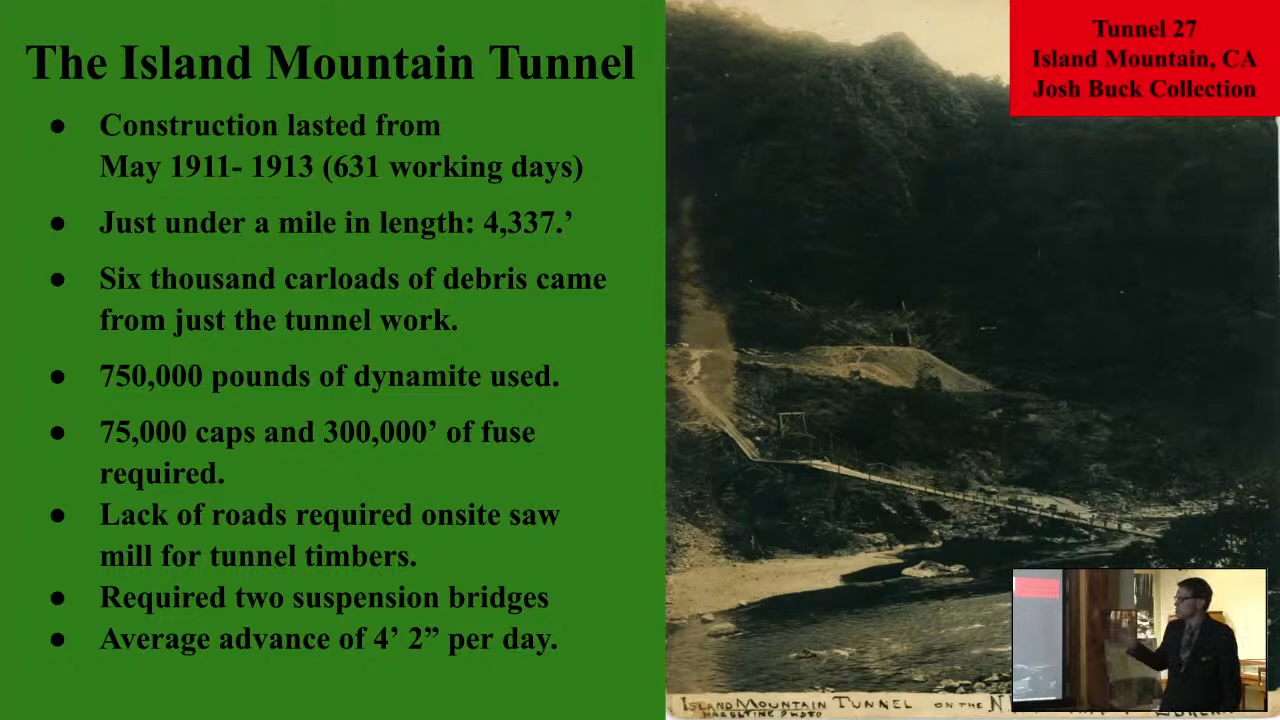 The Island Mountain Tunnel
● Construction lasted from
May 1911- 1913 (631 working days)
● Just under a mile in length: 4,337.’
● Six thousand carloads of debris came
from just the tunnel work.
● 750,000 pounds of dynamite used.
● 75,000 caps and 300,000’ of fuse
required.
● Lack of roads required onsite saw
mill for tunnel timbers.
● Required two suspension bridges
● Average advance of 4’ 2” per day.
Tunnel 27
Island Mountain, CA
Josh Buck Collection
ISLAND MOUNTAIN TUNNEL ON THE
HAZELTINE PHOTO